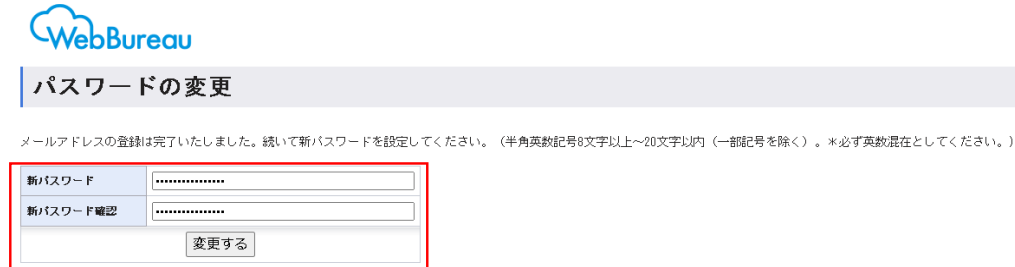 WebBureau
パスワードの変更
メールアドレスの登録は完了いたしました。続いて新パスワードを設定してください。（半角英数記号8文字以上～20文字以内（一部記号を除く）。＊必ず英数混在としてください。）
新パスワード ••••••••••••••••
新パスワード確認 ••••••••••••••••
変更する